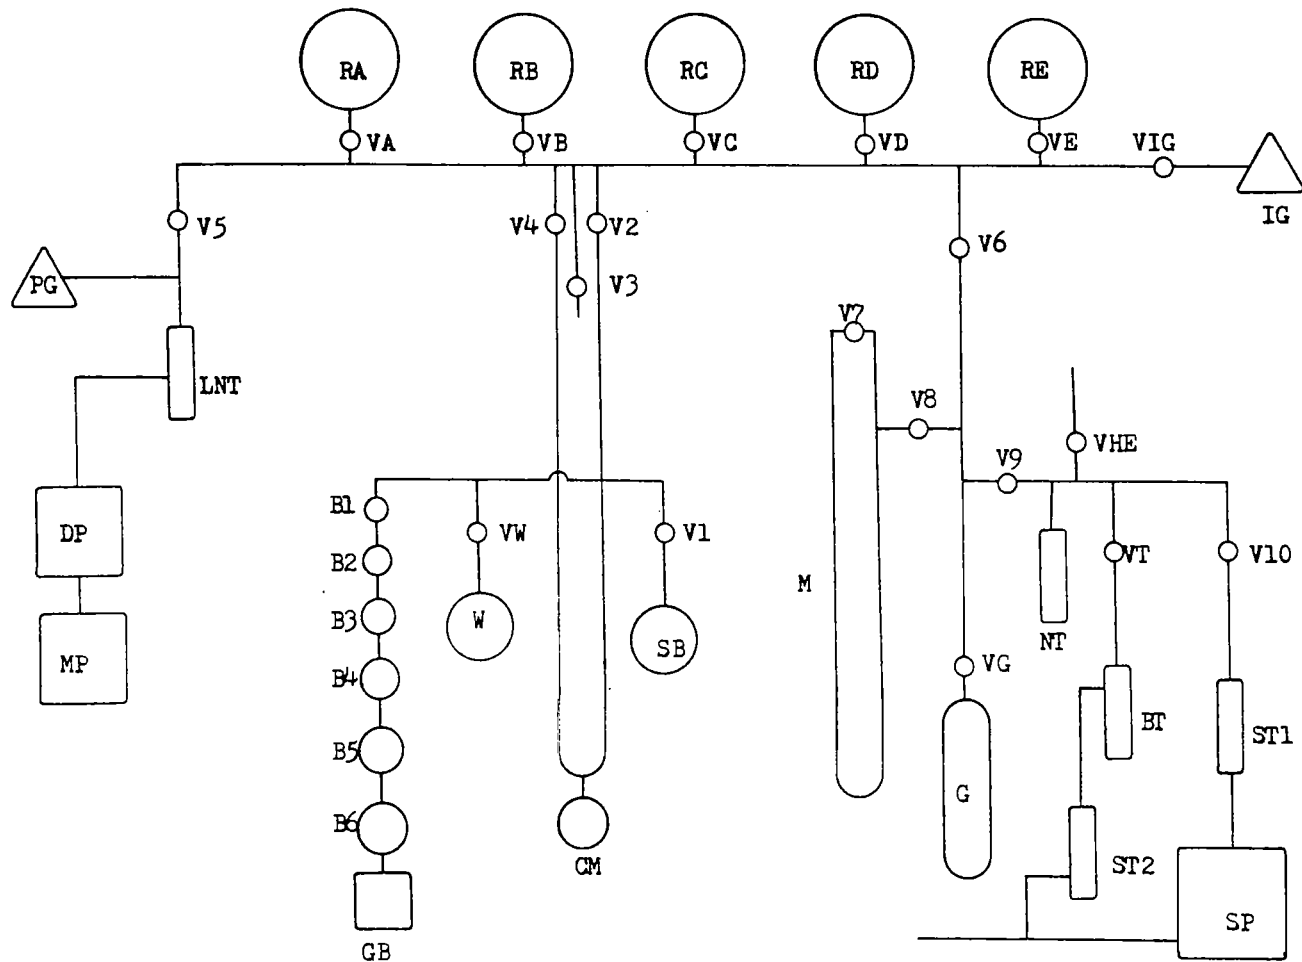 RA RB RC RD RE
VA VB VC VD VE VIG
IG
V5 V4 V2 V6
PG V3
V7
LNT
V8
VHE
V9
B1
VW V1
DP B2 VT V10
M
B3 W
MP SB NT
B4 VG
B5 BT ST1
G
B6
CM ST2
SP
GB